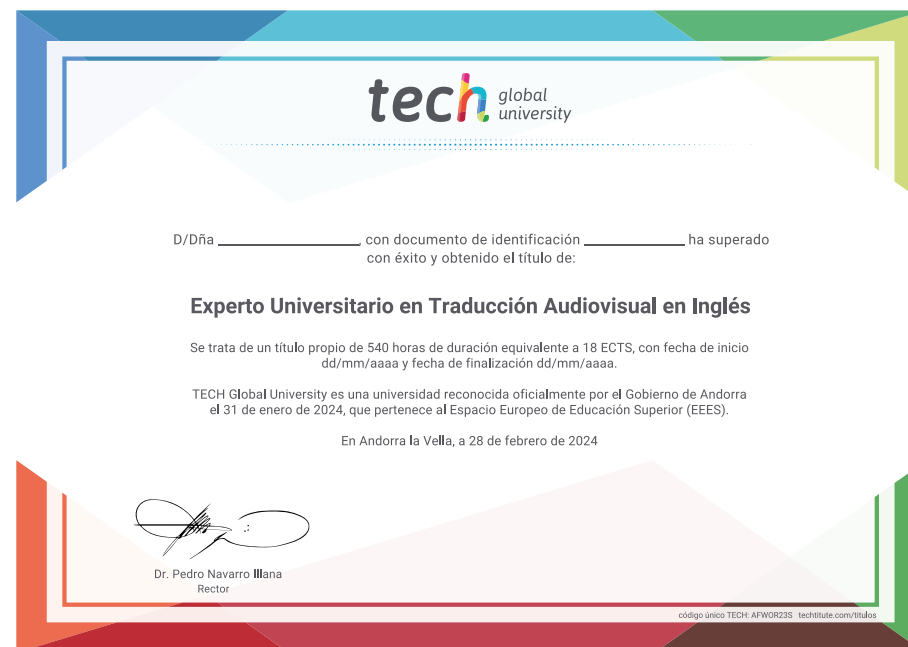 tech global university
D/Dña ____________________, con documento de identificación ______________ ha superado
con éxito y obtenido el título de:
Experto Universitario en Traducción Audiovisual en Inglés
Se trata de un título propio de 540 horas de duración equivalente a 18 ECTS, con fecha de inicio
dd/mm/aaaa y fecha de finalización dd/mm/aaaa.
TECH Global University es una universidad reconocida oficialmente por el Gobierno de Andorra
el 31 de enero de 2024, que pertenece al Espacio Europeo de Educación Superior (EEES).
En Andorra la Vella, a 28 de febrero de 2024
Dr. Pedro Navarro Illana
Rector
código único TECH: AFWOR23S techtitute.com/titulos